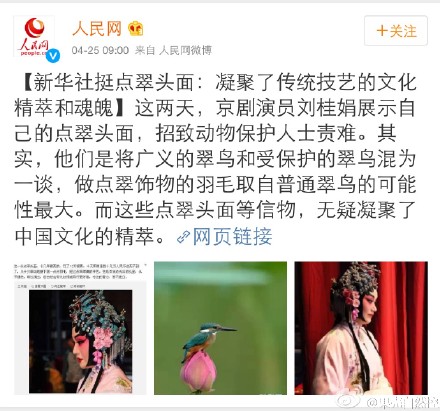 人民网
people.cn
人民网
+关注
04-25 09:00 来自 人民网微博
【新华社挺点翠头面：凝聚了传统技艺的文化
精萃和魂魄】这两天，京剧演员刘桂娟展示自
己的点翠头面，招致动物保护人士责难。其
实，他们是将广义的翠鸟和受保护的翠鸟混为
一谈，做点翠饰物的羽毛取自普通翠鸟的可能
性最大。而这些点翠头面等信物，无疑凝聚了
中国文化的精萃。网页链接